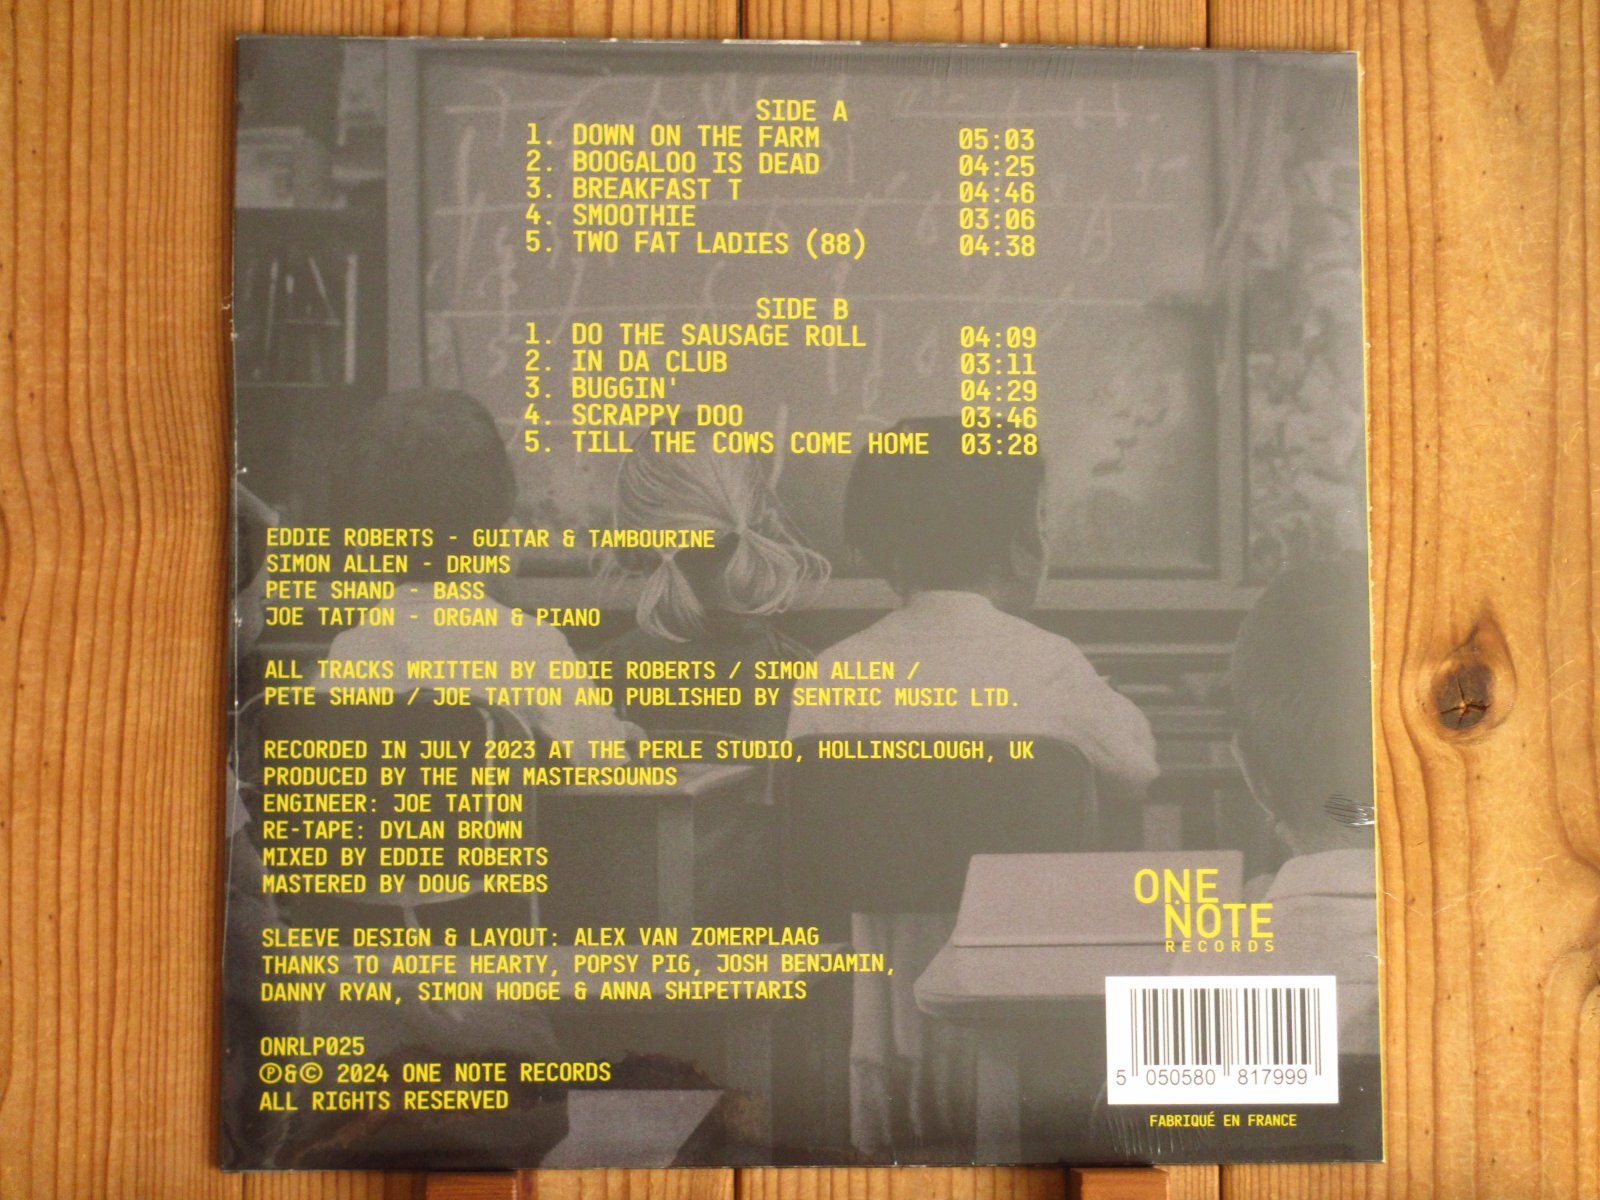 SIDE A
1. DOWN ON THE FARM 05:03
2. BOOGALOO IS DEAD 04:25
3. BREAKFAST T 04:46
4. SMOOTHIE 03:06
5. TWO FAT LADIES (88) 04:38
SIDE B
1. DO THE SAUSAGE ROLL 04:09
2. IN DA CLUB 03:11
3. BUGGIN' 04:29
4. SCRAPPY DOO 03:46
5. TILL THE COWS COME HOME 03:28
EDDIE ROBERTS - GUITAR & TAMBOURINE
SIMON ALLEN - DRUMS
PETE SHAND - BASS
JOE TATTON - ORGAN & PIANO
ALL TRACKS WRITTEN BY EDDIE ROBERTS / SIMON ALLEN /
PETE SHAND / JOE TATTON AND PUBLISHED BY SENTRIC MUSIC LTD.
RECORDED IN JULY 2023 AT THE PERLE STUDIO, HOLLINSCLOUGH, UK
PRODUCED BY THE NEW MASTERSOUNDS
ENGINEER: JOE TATTON
RE-TAPE: DYLAN BROWN
MIXED BY EDDIE ROBERTS
MASTERED BY DOUG KREBS
SLEEVE DESIGN & LAYOUT: ALEX VAN ZOMERPLAAG
THANKS TO AOIFE HEARTY, POPSY PIG, JOSH BENJAMIN,
DANNY RYAN, SIMON HODGE & ANNA SHIPETTARIS
ONRLP025
℗&© 2024 ONE NOTE RECORDS
ALL RIGHTS RESERVED
ONE
NOTE
RECORDS
5 050580 817999
FABRIQUÉ EN FRANCE